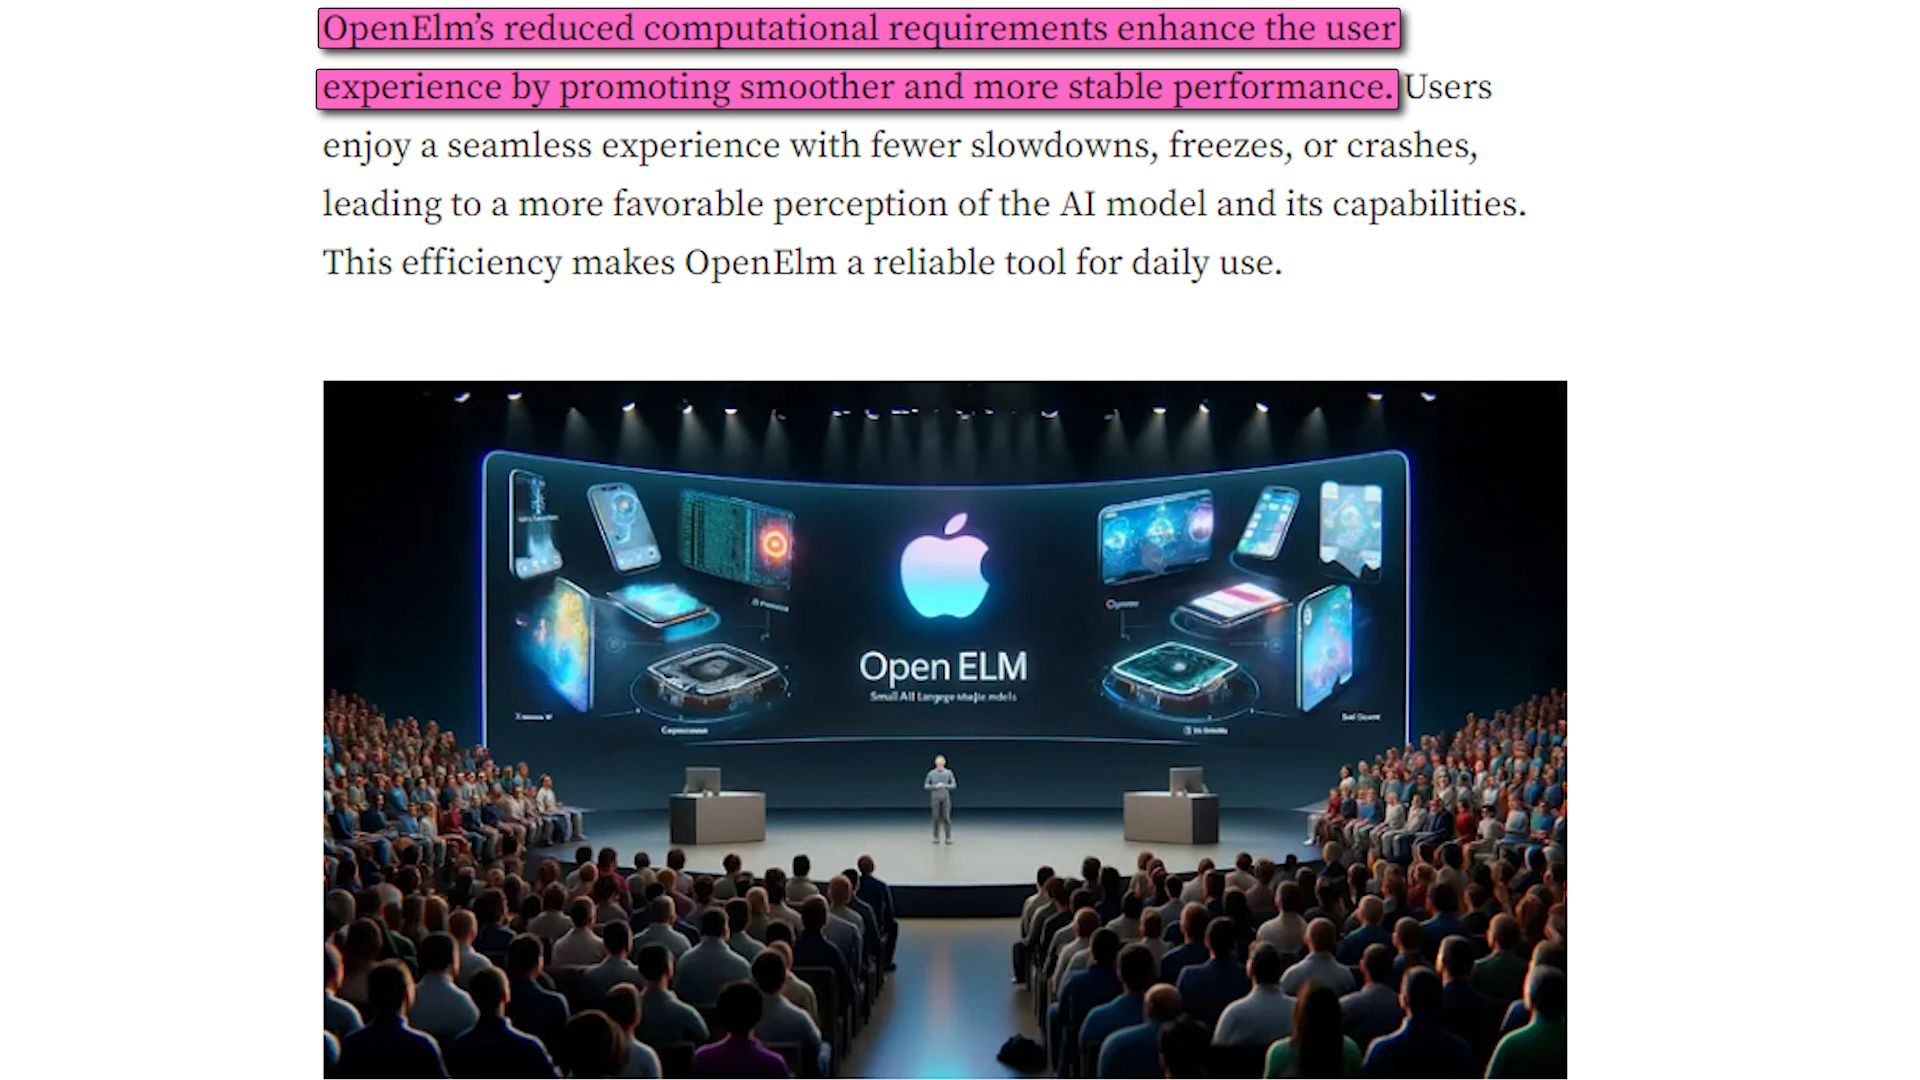 OpenElm’s reduced computational requirements enhance the user
experience by promoting smoother and more stable performance. Users
enjoy a seamless experience with fewer slowdowns, freezes, or crashes,
leading to a more favorable perception of the AI model and its capabilities.
This efficiency makes OpenElm a reliable tool for daily use.
Open ELM
Small